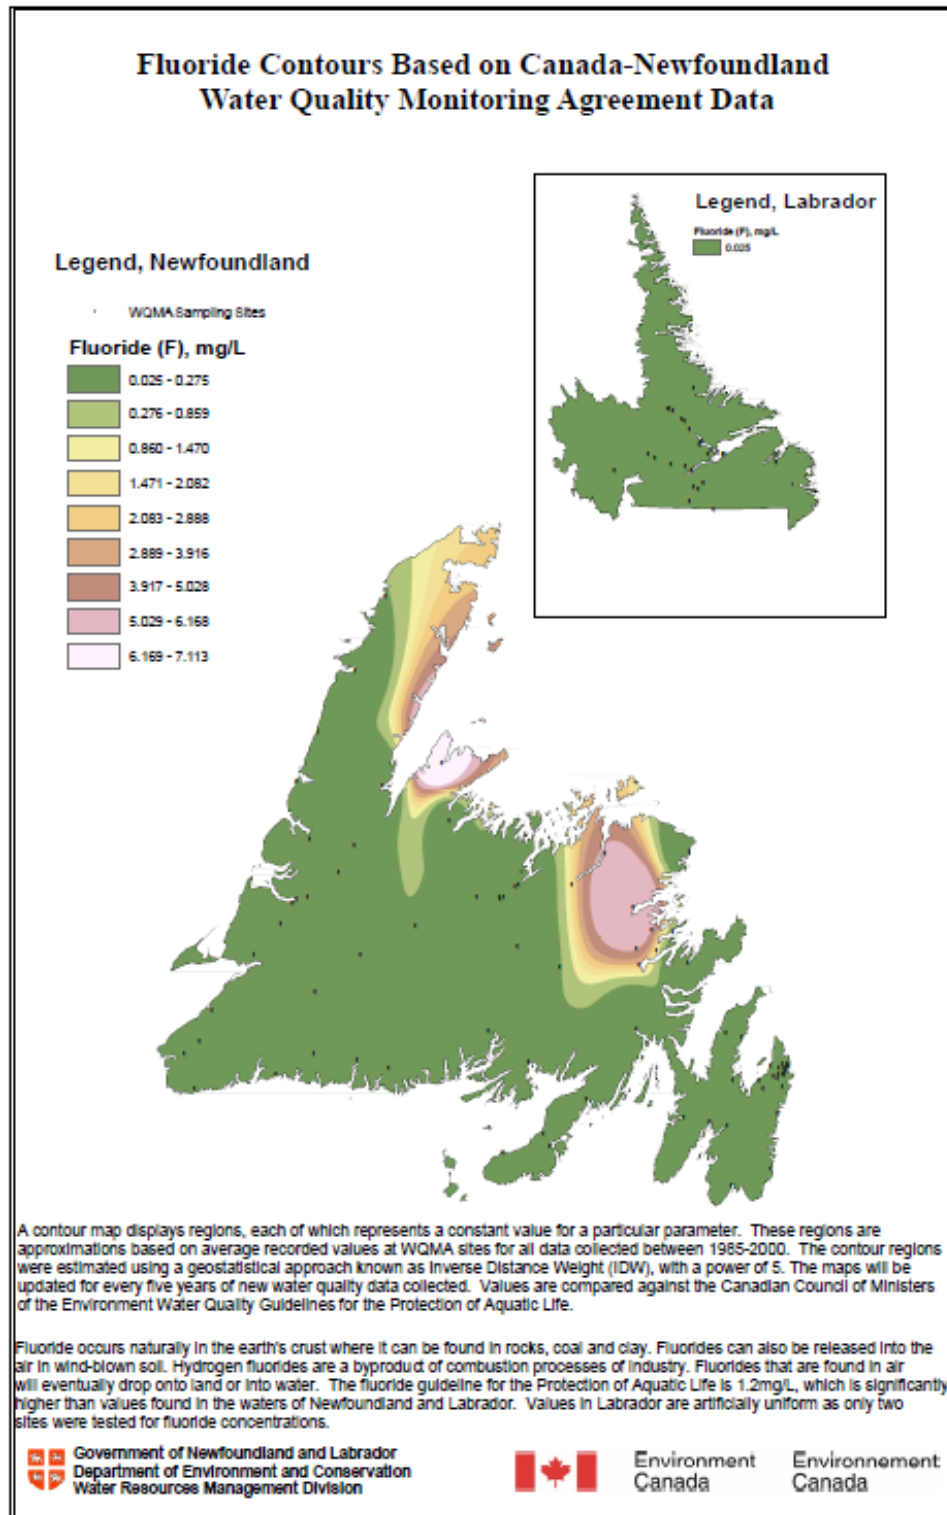 Fluoride Contours Based on Canada-Newfoundland
Water Quality Monitoring Agreement Data
Legend, Labrador
Fluoride (F), mg/L
0.025
Legend, Newfoundland
WQMA Sampling Sites
Fluoride (F), mg/L
0.025 - 0.275
0.276 - 0.859
0.860 - 1.470
1.471 - 2.082
2.083 - 2.888
2.889 - 3.916
3.917 - 5.028
5.029 - 6.168
6.169 - 7.113
A contour map displays regions, each of which represents a constant value for a particular parameter. These regions are
approximations based on average recorded values at WQMA sites for all data collected between 1985-2000. The contour regions
were estimated using a geostatistical approach known as Inverse Distance Weight (IDW), with a power of 5. The maps will be
updated for every five years of new water quality data collected. Values are compared against the Canadian Council of Ministers
of the Environment Water Quality Guidelines for the Protection of Aquatic Life.
Fluoride occurs naturally in the earth's crust where it can be found in rocks, coal and clay. Fluorides can also be released into the
air in wind-blown soil. Hydrogen fluorides are a byproduct of combustion processes of industry. Fluorides that are found in air
will eventually drop onto land or into water. The fluoride guideline for the Protection of Aquatic Life is 1.2mg/L, which is significantly
higher than values found in the waters of Newfoundland and Labrador. Values in Labrador are artificially uniform as only two
sites were tested for fluoride concentrations.
Government of Newfoundland and Labrador
Department of Environment and Conservation
Water Resources Management Division
Environment
Canada
Environnement
Canada